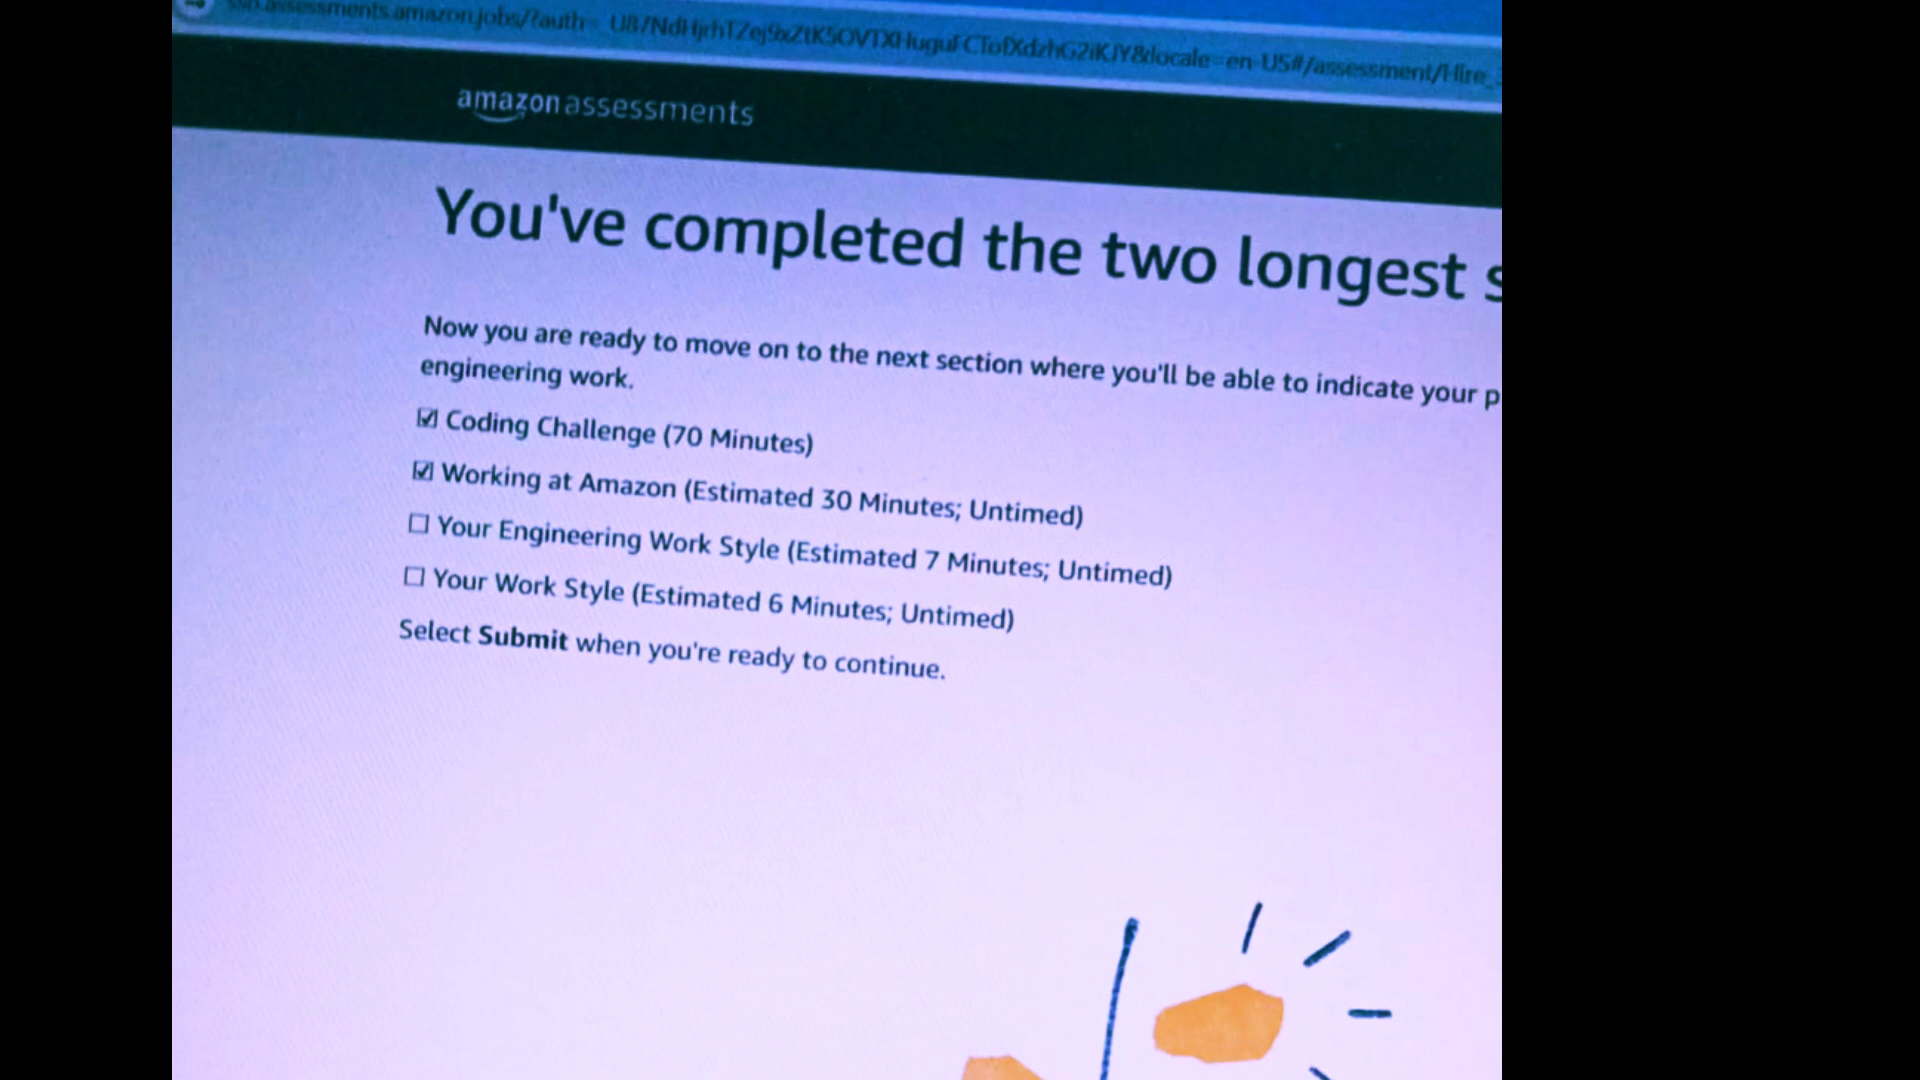 amazon assessments
You've completed the two longest
Now you are ready to move on to the next section where you'll be able to indicate your p
engineering work.
☑ Coding Challenge (70 Minutes)
☑ Working at Amazon (Estimated 30 Minutes; Untimed)
☐ Your Engineering Work Style (Estimated 7 Minutes; Untimed)
☐ Your Work Style (Estimated 6 Minutes; Untimed)
Select Submit when you're ready to continue.